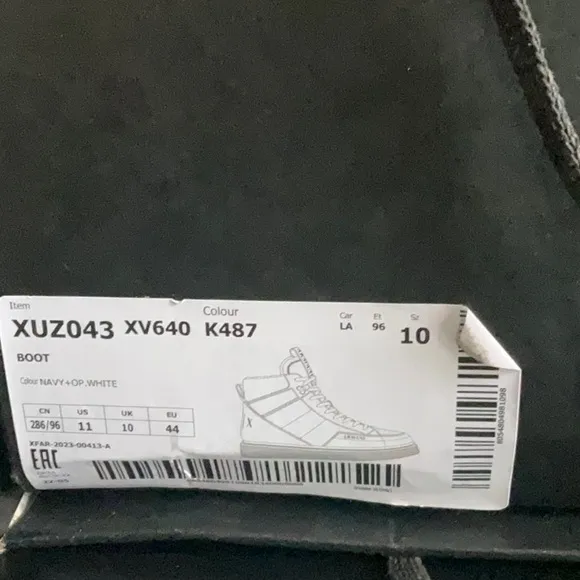 Item Colour Car Et Sz
XUZ043 XV640 K487 LA 96 10
BOOT
Colour NAVY+OP.WHITE
CN US UK EU
286/96 11 10 44
XFAR-2023-00413-A
EAC
X